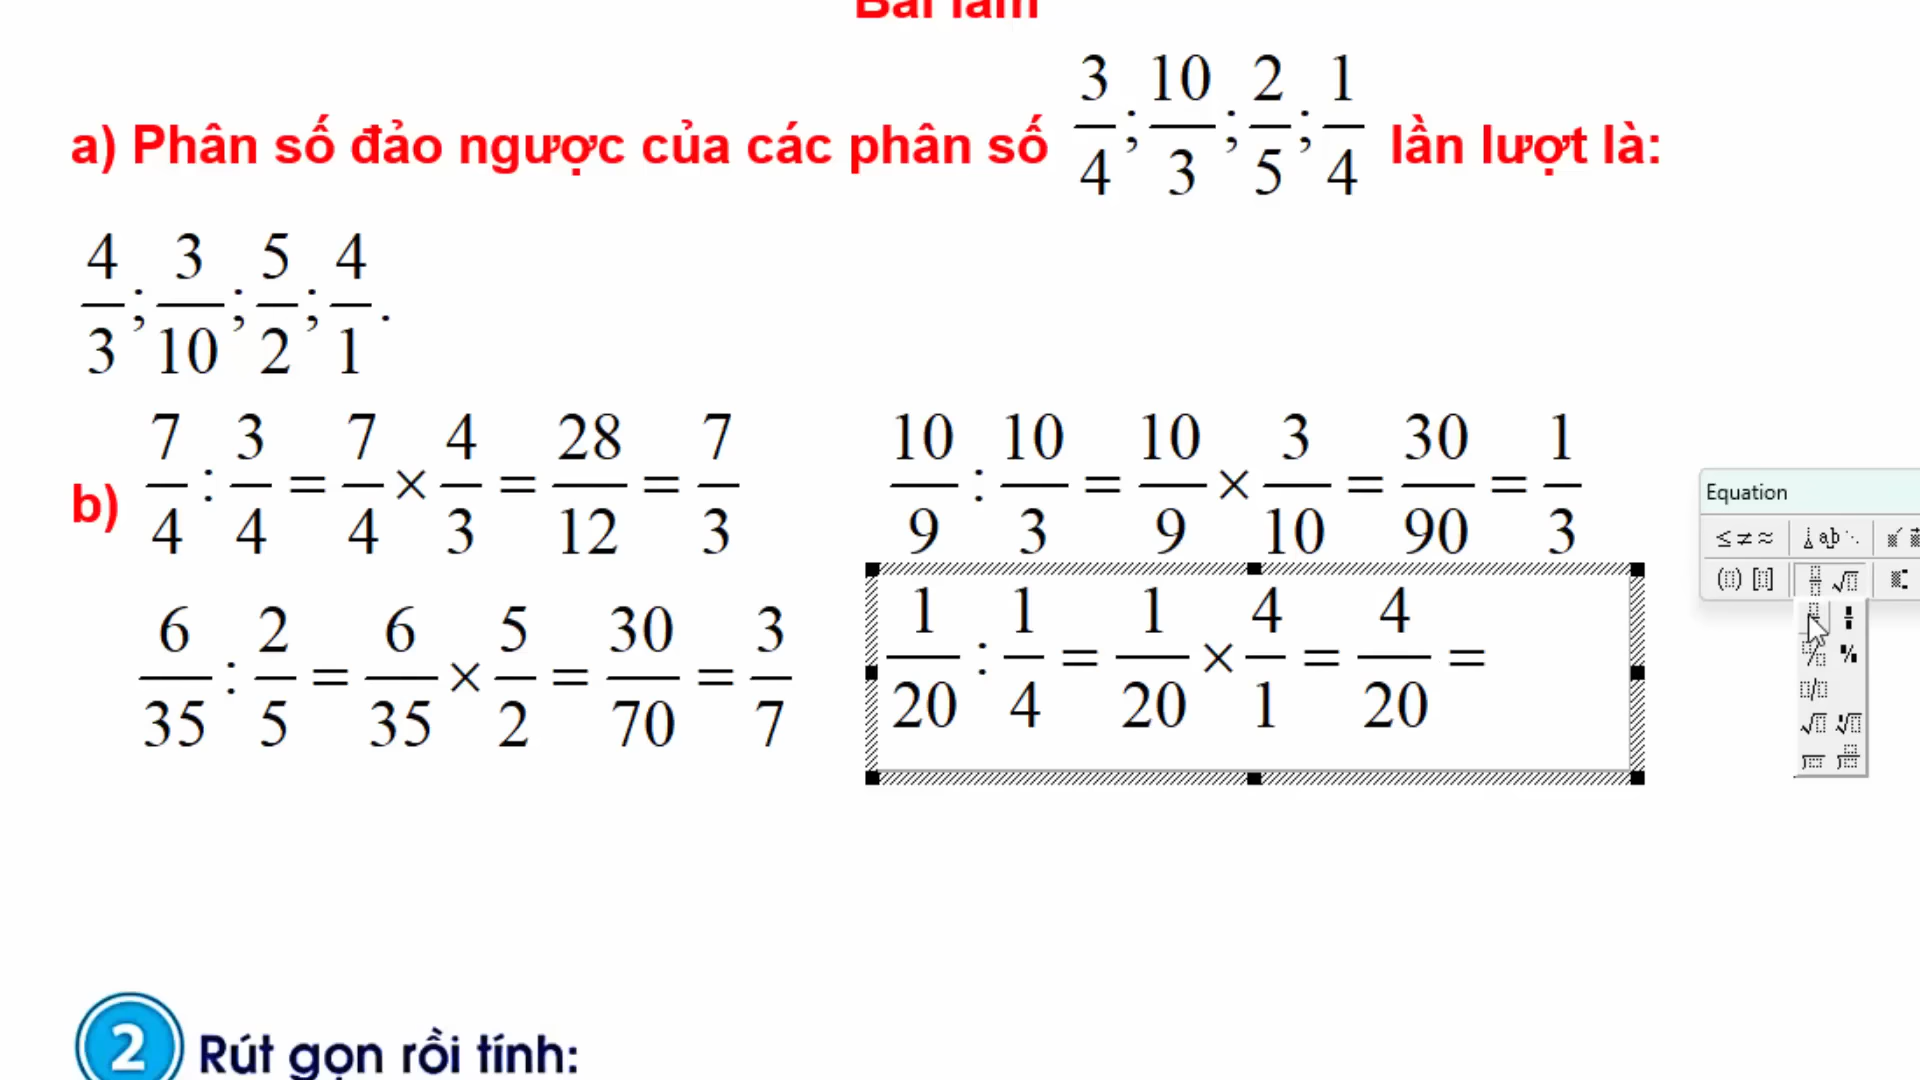 Bài làm
a) Phân số đảo ngược của các phân số 3/4; 10/3; 2/5; 1/4 lần lượt là:
4/3; 3/10; 5/2; 4/1.
b) 7/4 : 3/4 = 7/4 × 4/3 = 28/12 = 7/3
10/9 : 10/3 = 10/9 × 3/10 = 30/90 = 1/3
6/35 : 2/5 = 6/35 × 5/2 = 30/70 = 3/7
1/20 : 1/4 = 1/20 × 4/1 = 4/20 =
Equation
2 Rút gọn rồi tính: